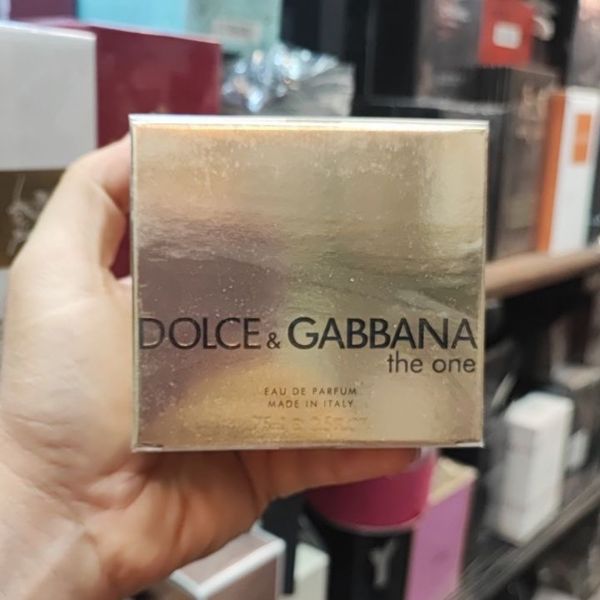 DOLCE & GABBANA
the one
EAU DE PARFUM
MADE IN ITALY